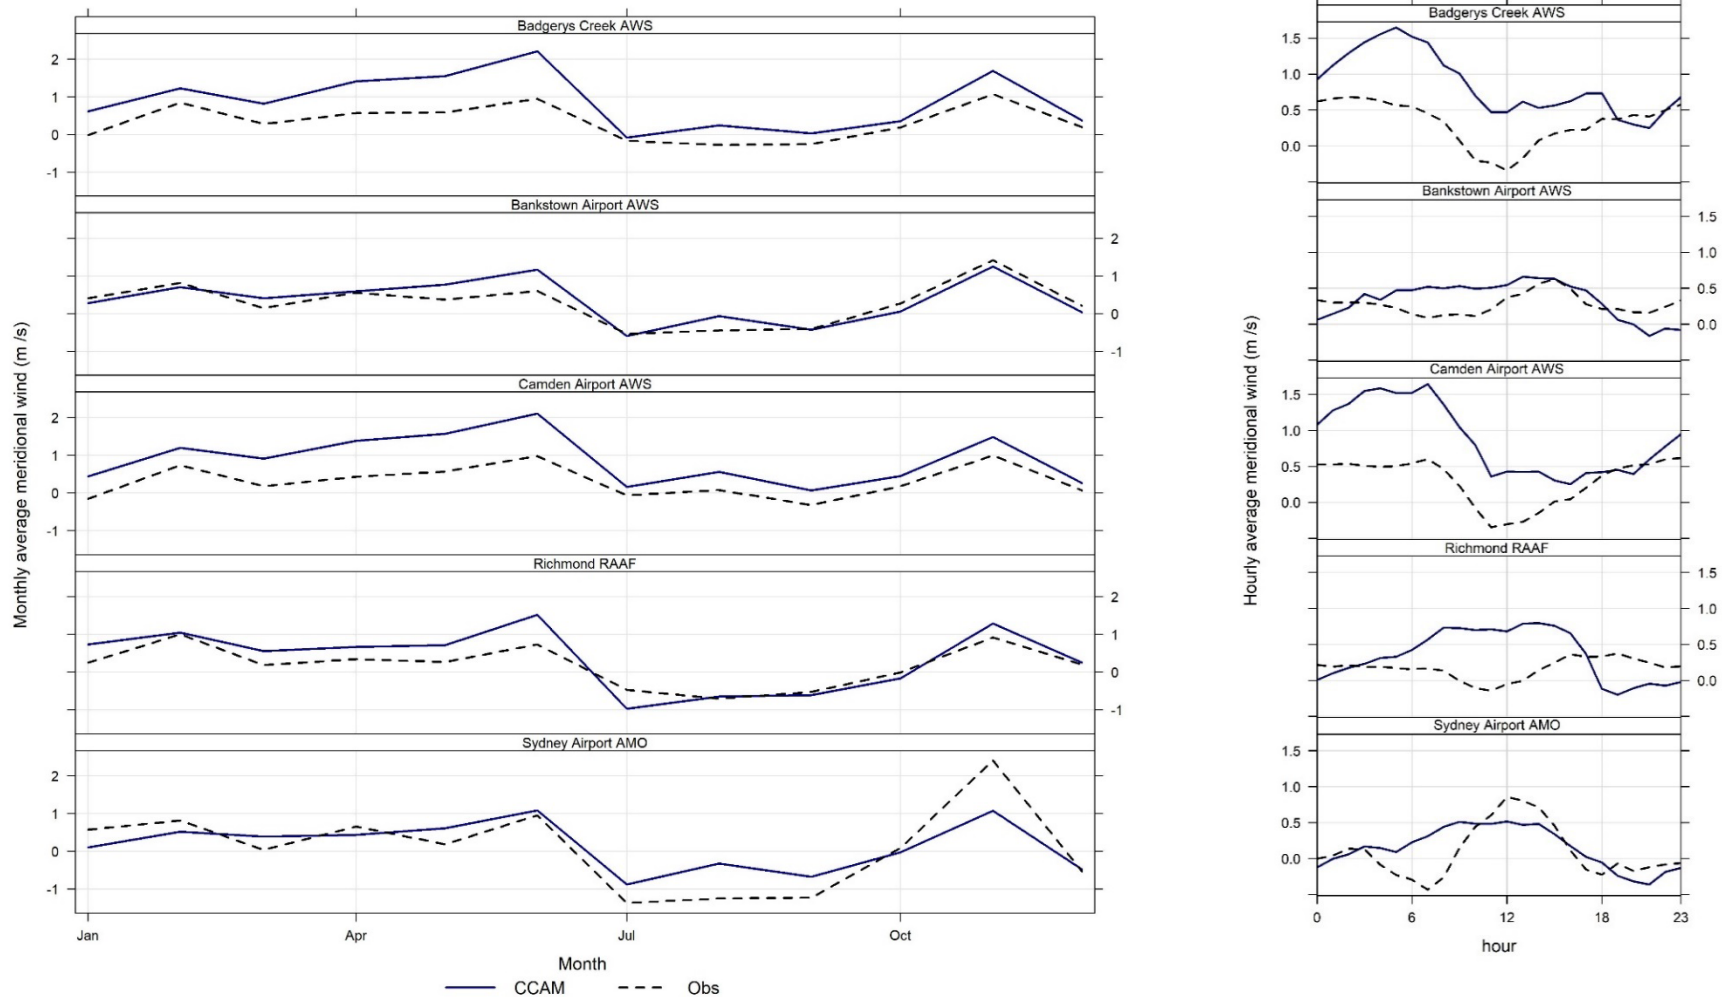 Badgerys Creek AWS
2
1
0
-1
Bankstown Airport AWS
2
1
0
-1
Camden Airport AWS
2
1
0
-1
Richmond RAAF
2
1
0
-1
Sydney Airport AMO
2
1
0
-1
Jan Apr Jul Oct
Month
Monthly average meridional wind (m /s)
CCAM Obs
Badgerys Creek AWS
1.5
1.0
0.5
0.0
Bankstown Airport AWS
1.5
1.0
0.5
0.0
Camden Airport AWS
1.5
1.0
0.5
0.0
Richmond RAAF
1.5
1.0
0.5
0.0
Sydney Airport AMO
1.5
1.0
0.5
0.0
0 6 12 18 23
hour
Hourly average meridional wind (m /s)